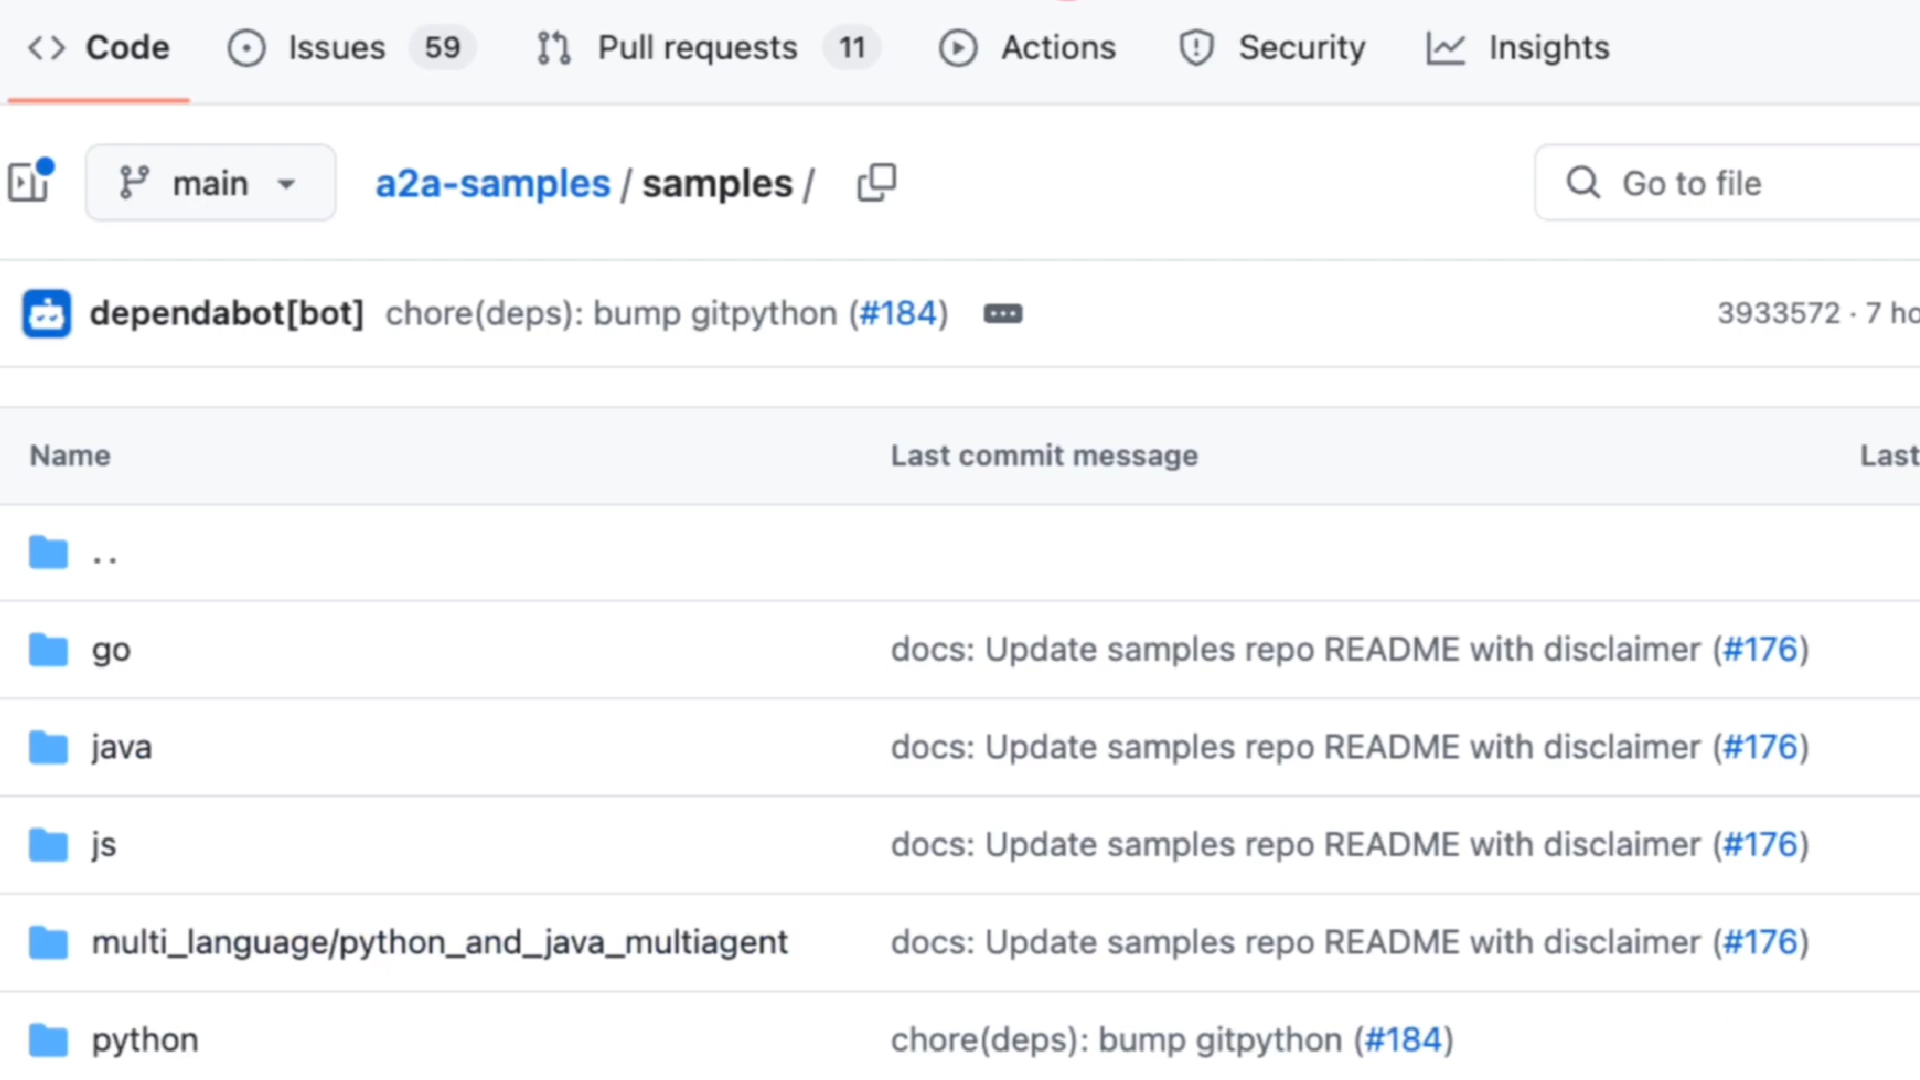 Code Issues 59 Pull requests 11 Actions Security Insights
main a2a-samples / samples / Go to file
dependabot[bot] chore(deps): bump gitpython (#184) 3933572 · 7 ho
Name Last commit message Last
..
go docs: Update samples repo README with disclaimer (#176)
java docs: Update samples repo README with disclaimer (#176)
js docs: Update samples repo README with disclaimer (#176)
multi_language/python_and_java_multiagent docs: Update samples repo README with disclaimer (#176)
python chore(deps): bump gitpython (#184)